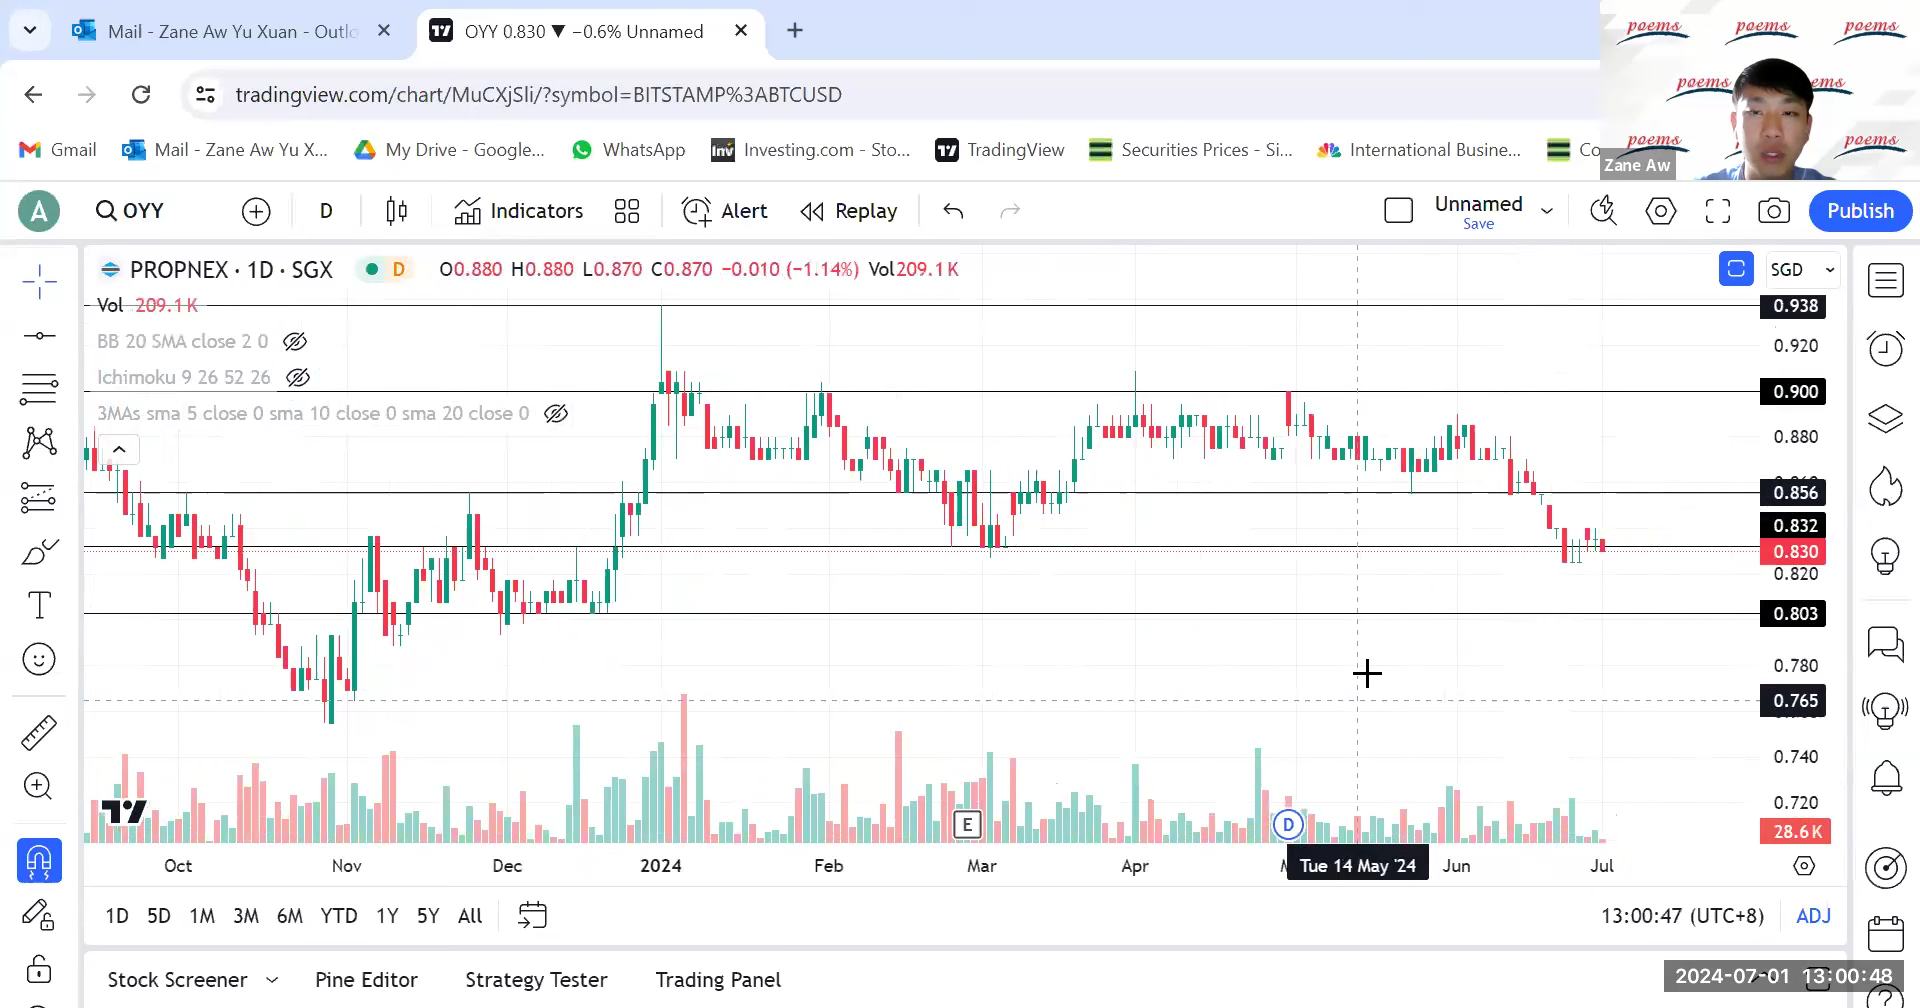 Mail - Zane Aw Yu Xuan - Outlo
OYY 0.830 ▼ −0.6% Unnamed
tradingview.com/chart/MuCXjSli/?symbol=BITSTAMP%3ABTCUSD
Gmail
Mail - Zane Aw Yu X...
My Drive - Google...
WhatsApp
Inv
Investing.com - Sto...
TradingView
Securities Prices - Si...
International Busine...
Co
poems poems poems
poems ems
poems poems
Zane Aw
A
OYY
D
Indicators
Alert
Replay
Unnamed
Save
Publish
PROPNEX · 1D · SGX
D
O0.880 H0.880 L0.870 C0.870 −0.010 (−1.14%) Vol209.1 K
SGD
Vol 209.1 K
BB 20 SMA close 2 0
Ichimoku 9 26 52 26
3MAs sma 5 close 0 sma 10 close 0 sma 20 close 0
0.938
0.920
0.900
0.880
0.856
0.832
0.830
0.820
0.803
0.780
0.765
0.740
0.720
28.6 K
E
D
Oct Nov Dec 2024 Feb Mar Apr Tue 14 May '24 Jun Jul
1D 5D 1M 3M 6M YTD 1Y 5Y All
13:00:47 (UTC+8)
ADJ
Stock Screener
Pine Editor
Strategy Tester
Trading Panel
2024-07-01 13:00:48